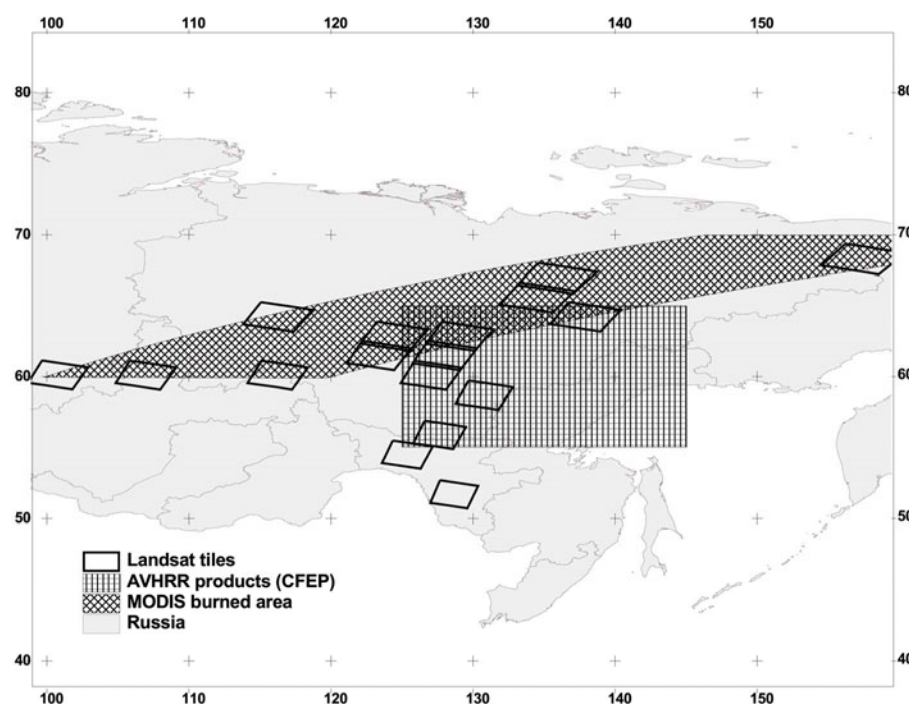 100 110 120 130 140 150
80 80
70 70
60 60
50 50
40 40
Landsat tiles
AVHRR products (CFEP)
MODIS burned area
Russia
100 110 120 130 140 150